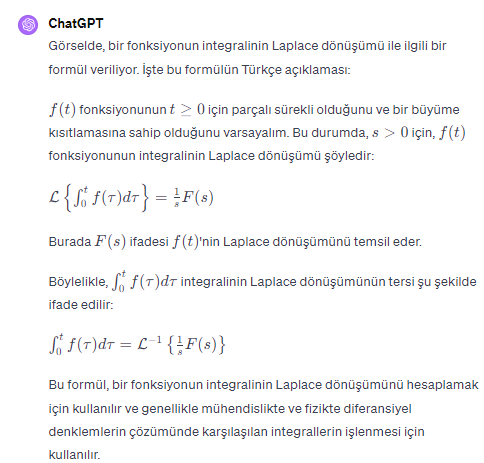 ChatGPT
Görselde, bir fonksiyonun integralinin Laplace dönüşümü ile ilgili bir
formül veriliyor. İşte bu formülün Türkçe açıklaması:
f(t) fonksiyonunun t ≥ 0 için parçalı sürekli olduğunu ve bir büyüme
kısıtlamasına sahip olduğunu varsayalım. Bu durumda, s > 0 için, f(t)
fonksiyonunun integralinin Laplace dönüşümü şöyledir:
ℒ {∫₀ᵗ f(τ)dτ} = 1/s F(s)
Burada F(s) ifadesi f(t)'nin Laplace dönüşümünü temsil eder.
Böylelikle, ∫₀ᵗ f(τ)dτ integralinin Laplace dönüşümünün tersi şu şekilde
ifade edilir:
∫₀ᵗ f(τ)dτ = ℒ⁻¹ {1/s F(s)}
Bu formül, bir fonksiyonun integralinin Laplace dönüşümünü hesaplamak
için kullanılır ve genellikle mühendislikte ve fizikte diferansiyel
denklemlerin çözümünde karşılaşılan integrallerin işlenmesi için
kullanılır.